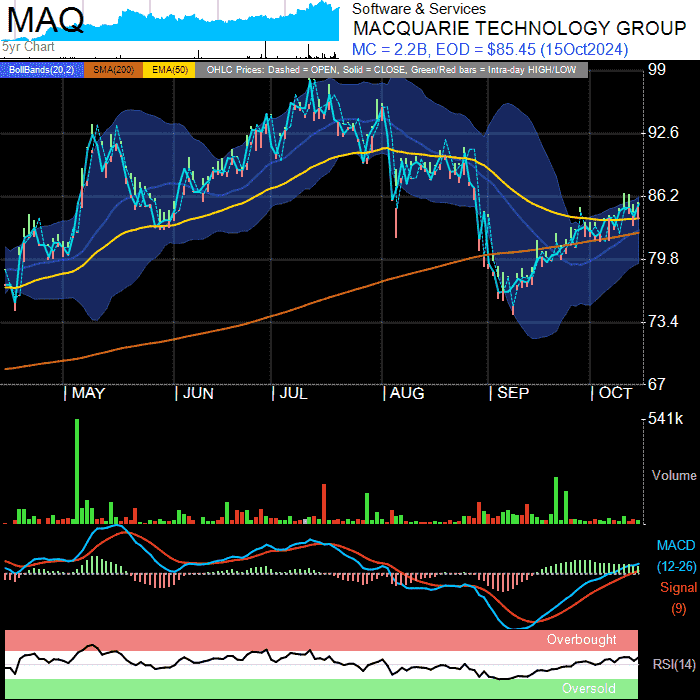 MAQ
5yr Chart
Software & Services
MACQUARIE TECHNOLOGY GROUP
MC = 2.2B, EOD = $85.45 (15Oct2024)
BollBands(20,2) SMA(200) EMA(50) OHLC Prices: Dashed = OPEN, Solid = CLOSE, Green/Red bars = Intra-day HIGH/LOW
99
92.6
86.2
79.8
73.4
67
MAY JUN JUL AUG SEP OCT
541k
Volume
MACD
(12-26)
Signal
(9)
Overbought
RSI(14)
Oversold